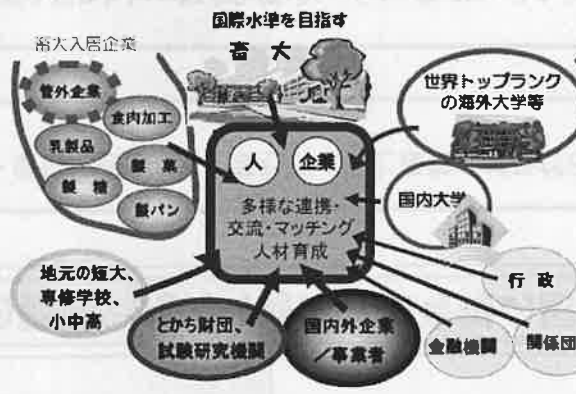 国際水準を目指す
畜 大
畜大入居企業
管外企業
食肉加工
乳製品
製 菓
製 糖
製パン
世界トップランク
の海外大学等
人
企業
多様な連携・
交流・マッチング
人材育成
国内大学
地元の短大、
専修学校、
小中高
とかち財団、
試験研究機関
国内外企業
/事業者
行 政
金融機関
関係団